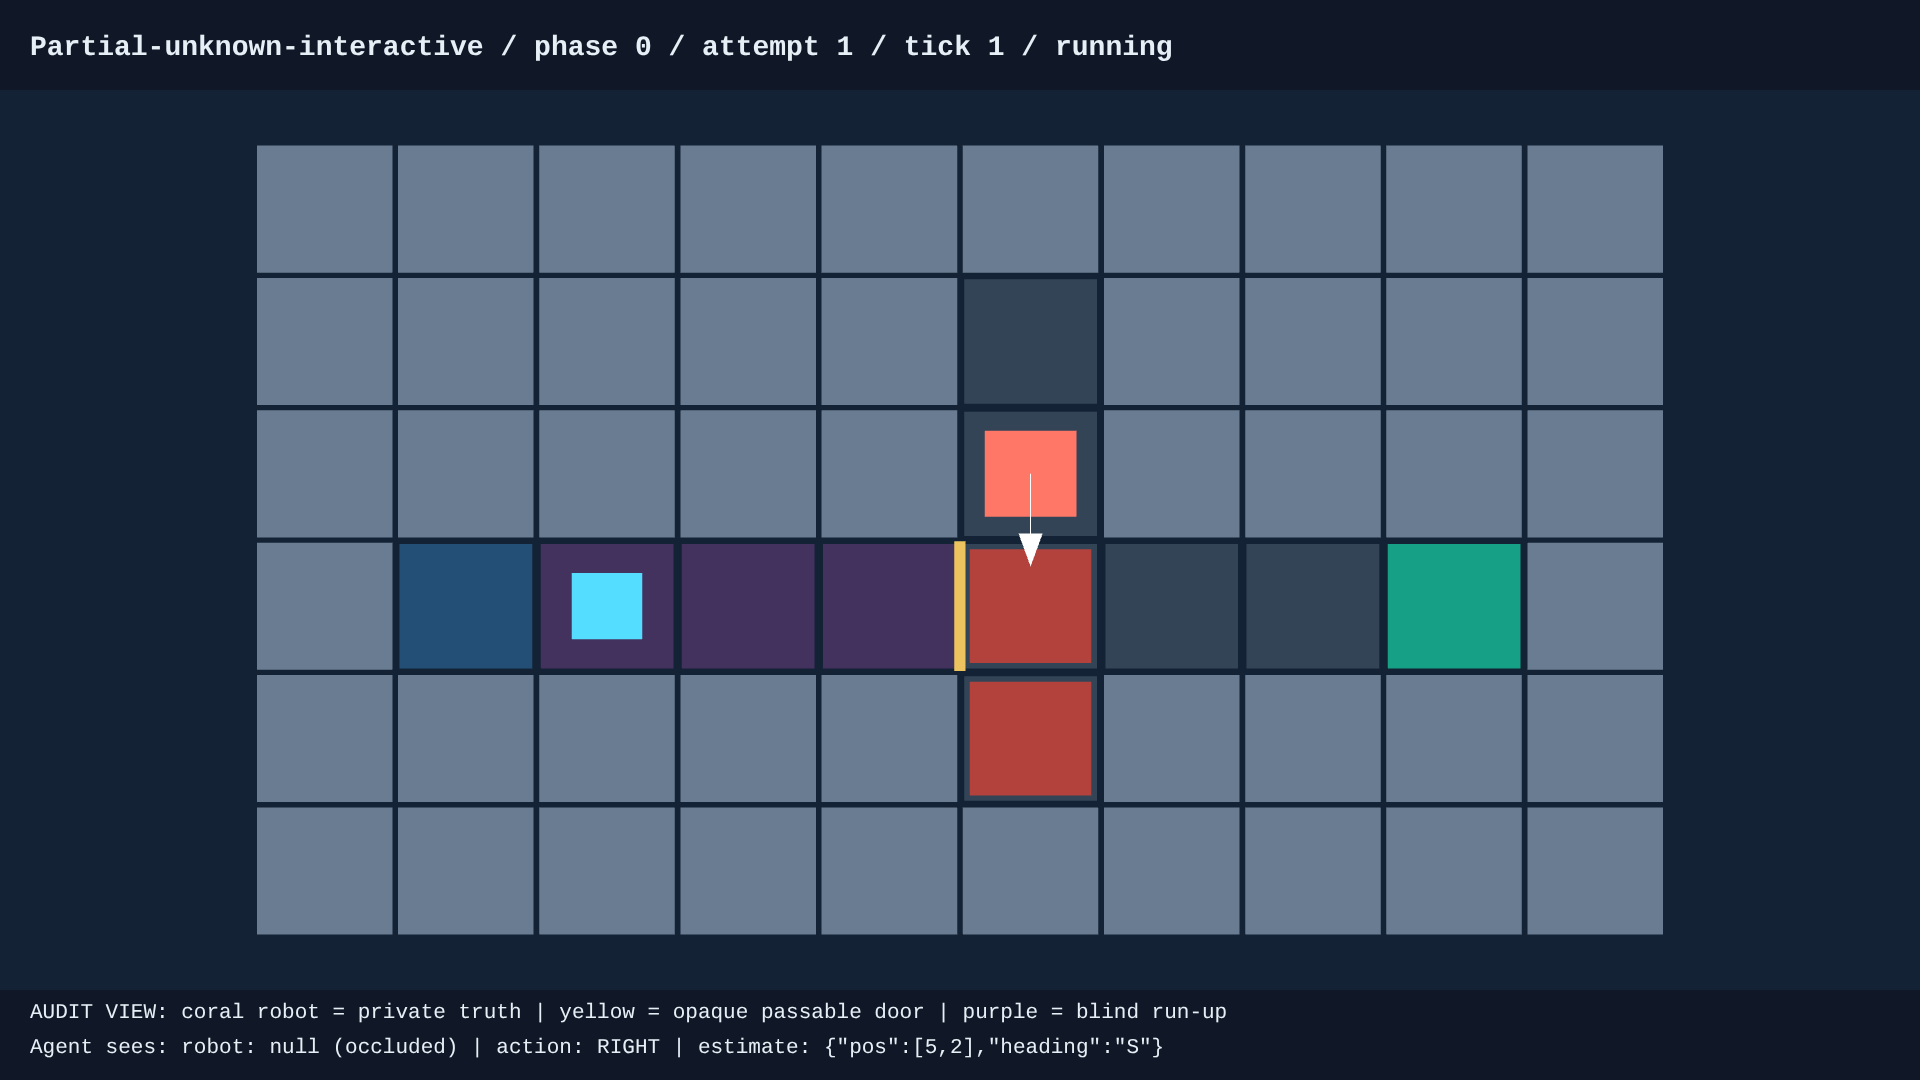 Partial-unknown-interactive / phase 0 / attempt 1 / tick 1 / running
AUDIT VIEW: coral robot = private truth | yellow = opaque passable door | purple = blind run-up
Agent sees: robot: null (occluded) | action: RIGHT | estimate: {"pos":[5,2],"heading":"S"}